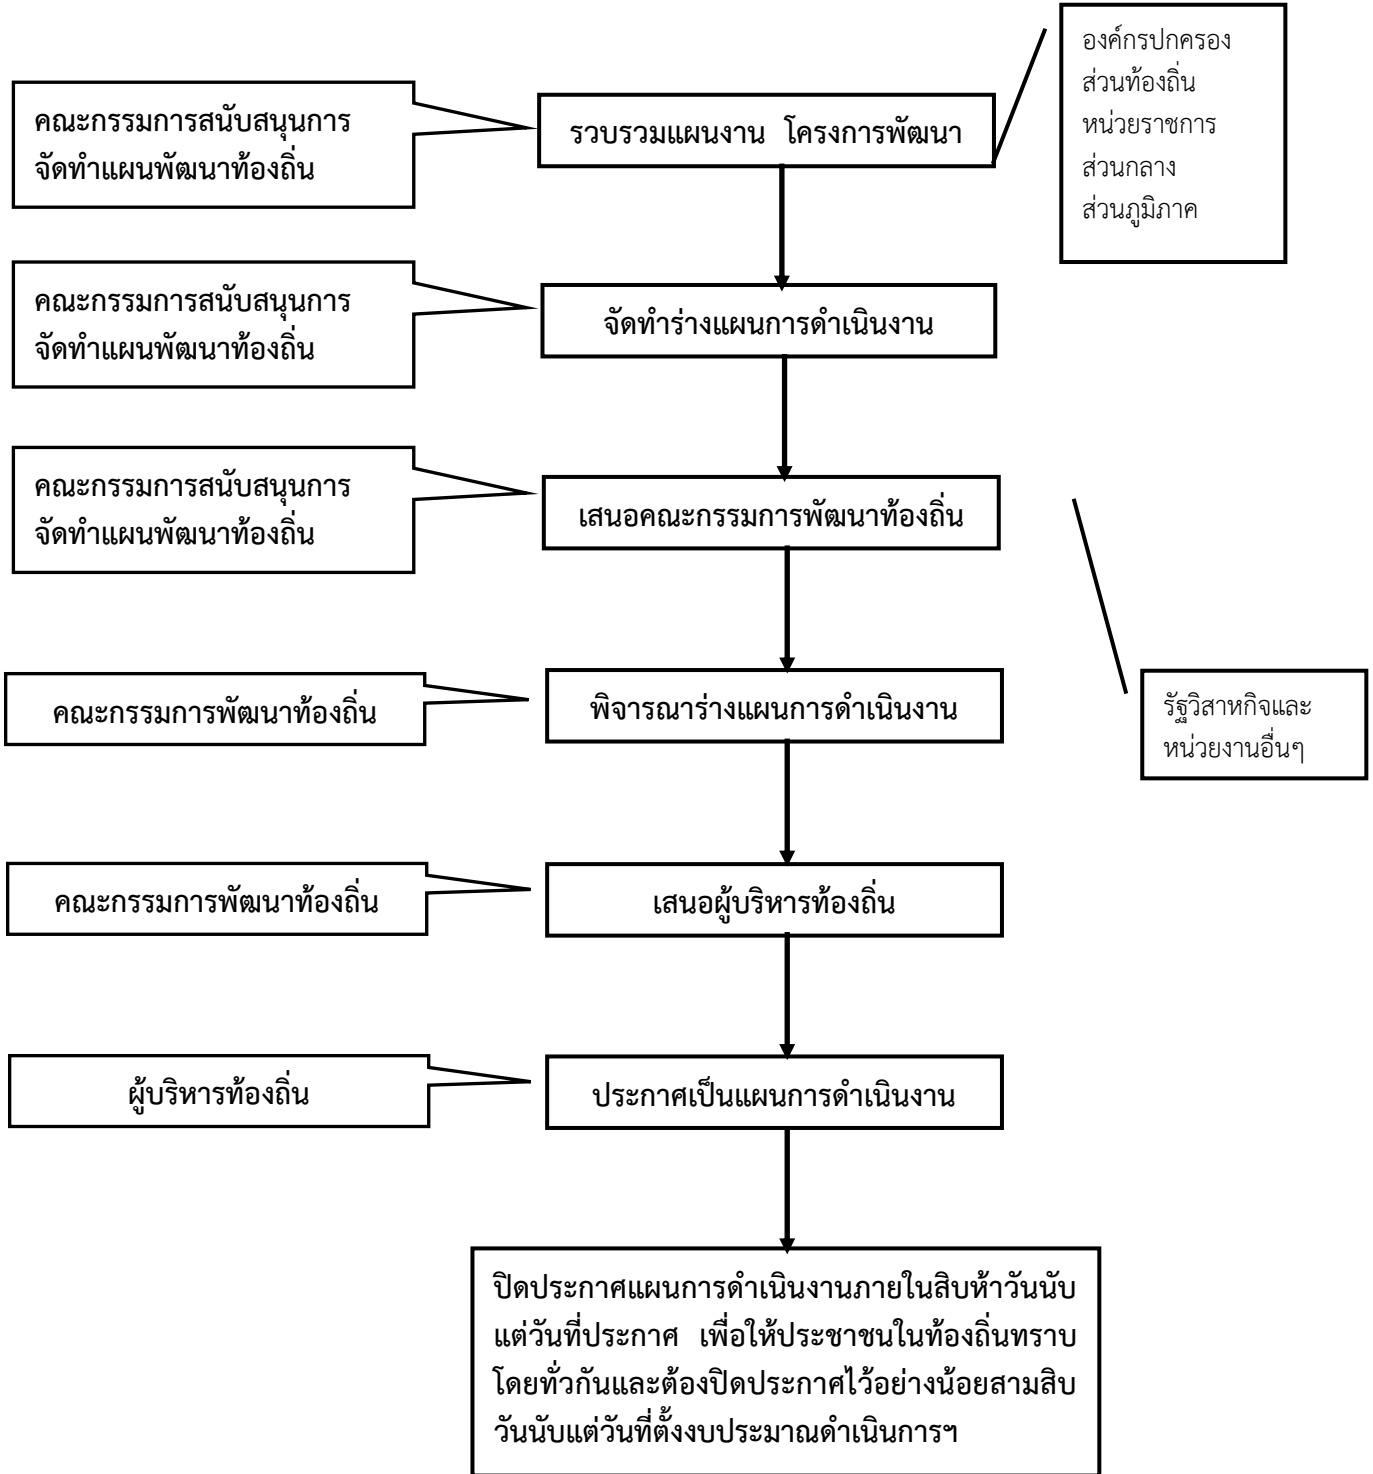 องค์กรปกครอง
ส่วนท้องถิ่น
หน่วยราชการ
ส่วนกลาง
ส่วนภูมิภาค
คณะกรรมการสนับสนุนการ
จัดทำแผนพัฒนาท้องถิ่น
รวบรวมแผนงาน โครงการพัฒนา
คณะกรรมการสนับสนุนการ
จัดทำแผนพัฒนาท้องถิ่น
จัดทำร่างแผนการดำเนินงาน
คณะกรรมการสนับสนุนการ
จัดทำแผนพัฒนาท้องถิ่น
เสนอคณะกรรมการพัฒนาท้องถิ่น
คณะกรรมการพัฒนาท้องถิ่น
พิจารณาร่างแผนการดำเนินงาน
รัฐวิสาหกิจและ
หน่วยงานอื่นๆ
คณะกรรมการพัฒนาท้องถิ่น
เสนอผู้บริหารท้องถิ่น
ผู้บริหารท้องถิ่น
ประกาศเป็นแผนการดำเนินงาน
ปิดประกาศแผนการดำเนินงานภายในสิบห้าวันนับ
แต่วันที่ประกาศ เพื่อให้ประชาชนในท้องถิ่นทราบ
โดยทั่วกันและต้องปิดประกาศไว้อย่างน้อยสามสิบ
วันนับแต่วันที่ตั้งงบประมาณดำเนินการฯ